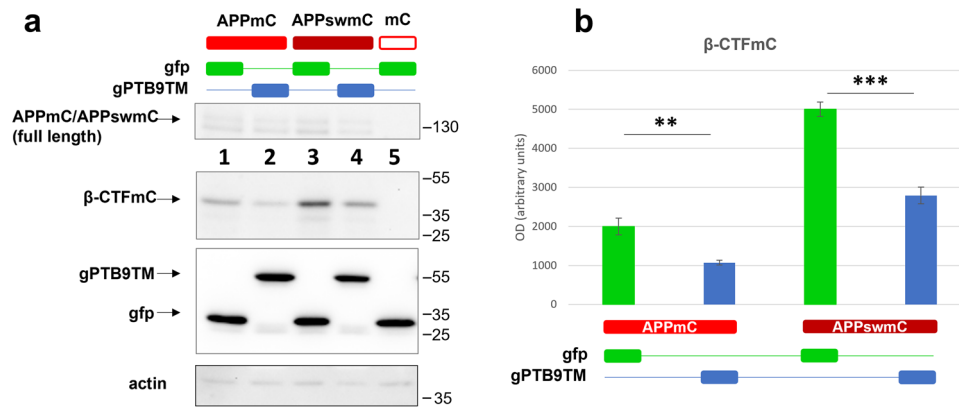 a
APPmC APPswmC mC
gfp
gPTB9TM
APPmC/APPswmC
(full length)
–130
1 2 3 4 5
–55
β-CTFmC
–35
–25
gPTB9TM
–55
gfp
–35
–25
actin
–35
b
β-CTFmC
OD (arbitrary units)
6000
5000
4000
3000
2000
1000
0
**
***
APPmC APPswmC
gfp
gPTB9TM